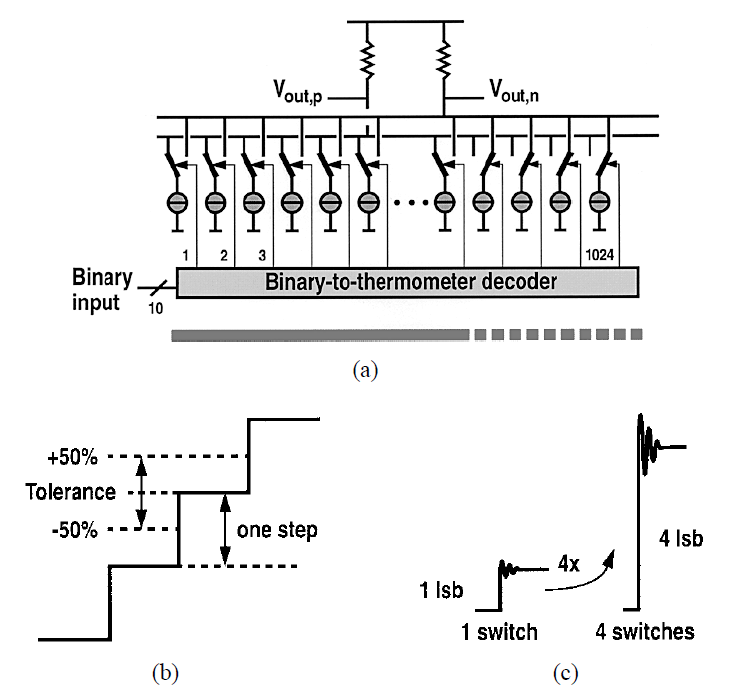 Vout,p
Vout,n
1 2 3 1024
Binary input
10
Binary-to-thermometer decoder
(a)
+50%
Tolerance
-50%
one step
(b)
1 lsb
4x
4 lsb
1 switch
4 switches
(c)